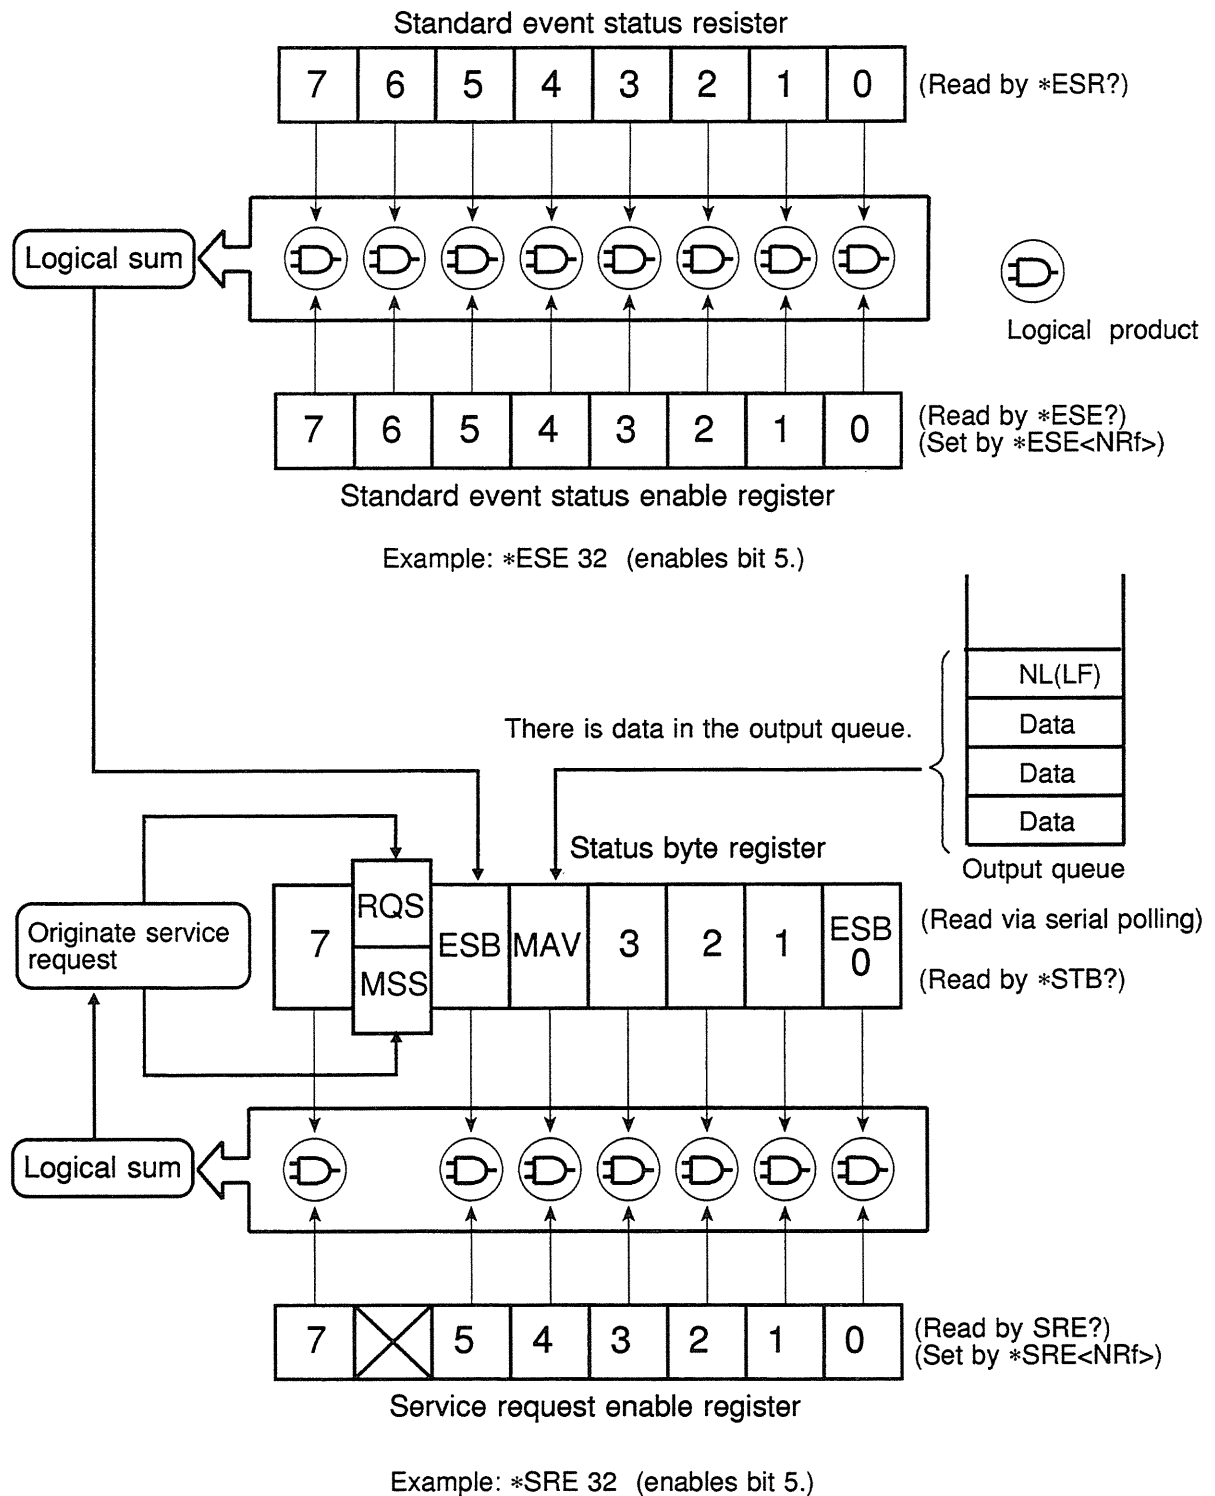 Standard event status resister
7 6 5 4 3 2 1 0 (Read by *ESR?)
Logical sum
Logical product
7 6 5 4 3 2 1 0 (Read by *ESE?)
(Set by *ESE<NRf>)
Standard event status enable register
Example: *ESE 32 (enables bit 5.)
NL(LF)
There is data in the output queue.
Data
Data
Data
Output queue
Status byte register
Originate service
request
7 RQS MSS ESB MAV 3 2 1 ESB 0
(Read via serial polling)
(Read by *STB?)
Logical sum
7 5 4 3 2 1 0 (Read by SRE?)
(Set by *SRE<NRf>)
Service request enable register
Example: *SRE 32 (enables bit 5.)